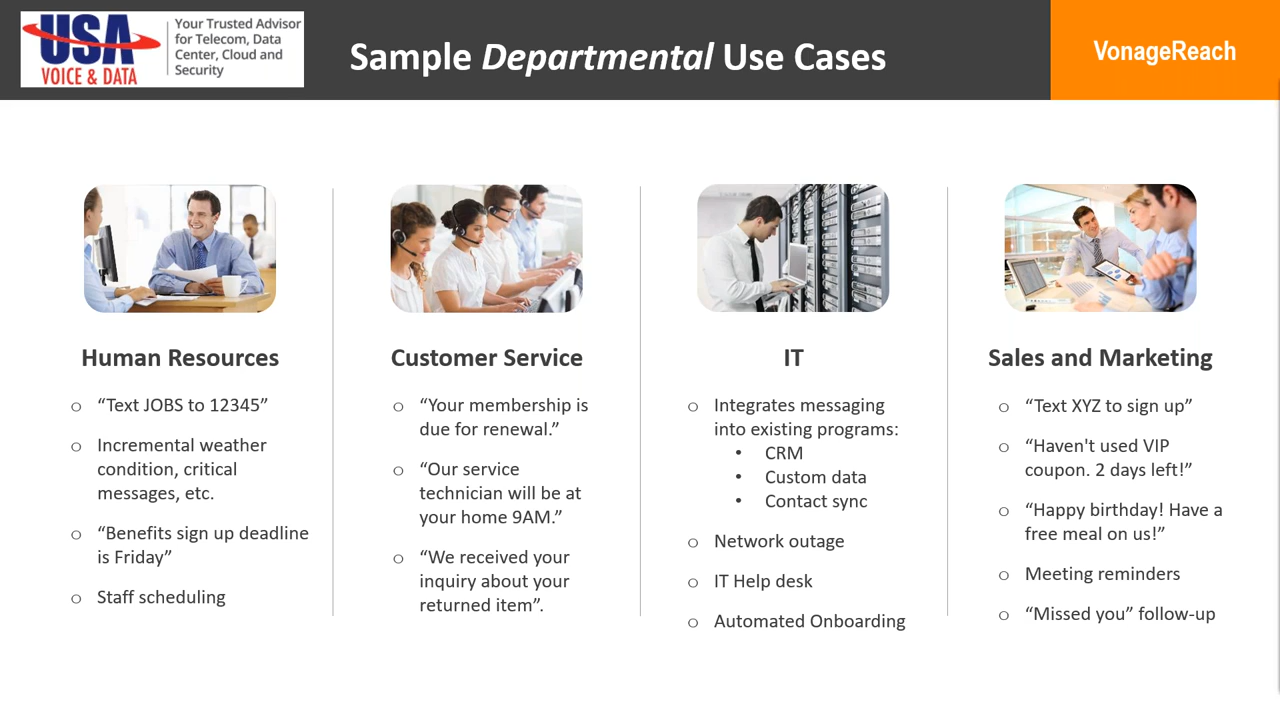 USA
VOICE & DATA
Your Trusted Advisor
for Telecom, Data
Center, Cloud and
Security
Sample Departmental Use Cases
VonageReach
Human Resources
o “Text JOBS to 12345”
o Incremental weather
condition, critical
messages, etc.
o “Benefits sign up deadline
is Friday”
o Staff scheduling
Customer Service
o “Your membership is
due for renewal.”
o “Our service
technician will be at
your home 9AM.”
o “We received your
inquiry about your
returned item”.
IT
o Integrates messaging
into existing programs:
• CRM
• Custom data
• Contact sync
o Network outage
o IT Help desk
o Automated Onboarding
Sales and Marketing
o “Text XYZ to sign up”
o “Haven't used VIP
coupon. 2 days left!”
o “Happy birthday! Have a
free meal on us!”
o Meeting reminders
o “Missed you” follow-up